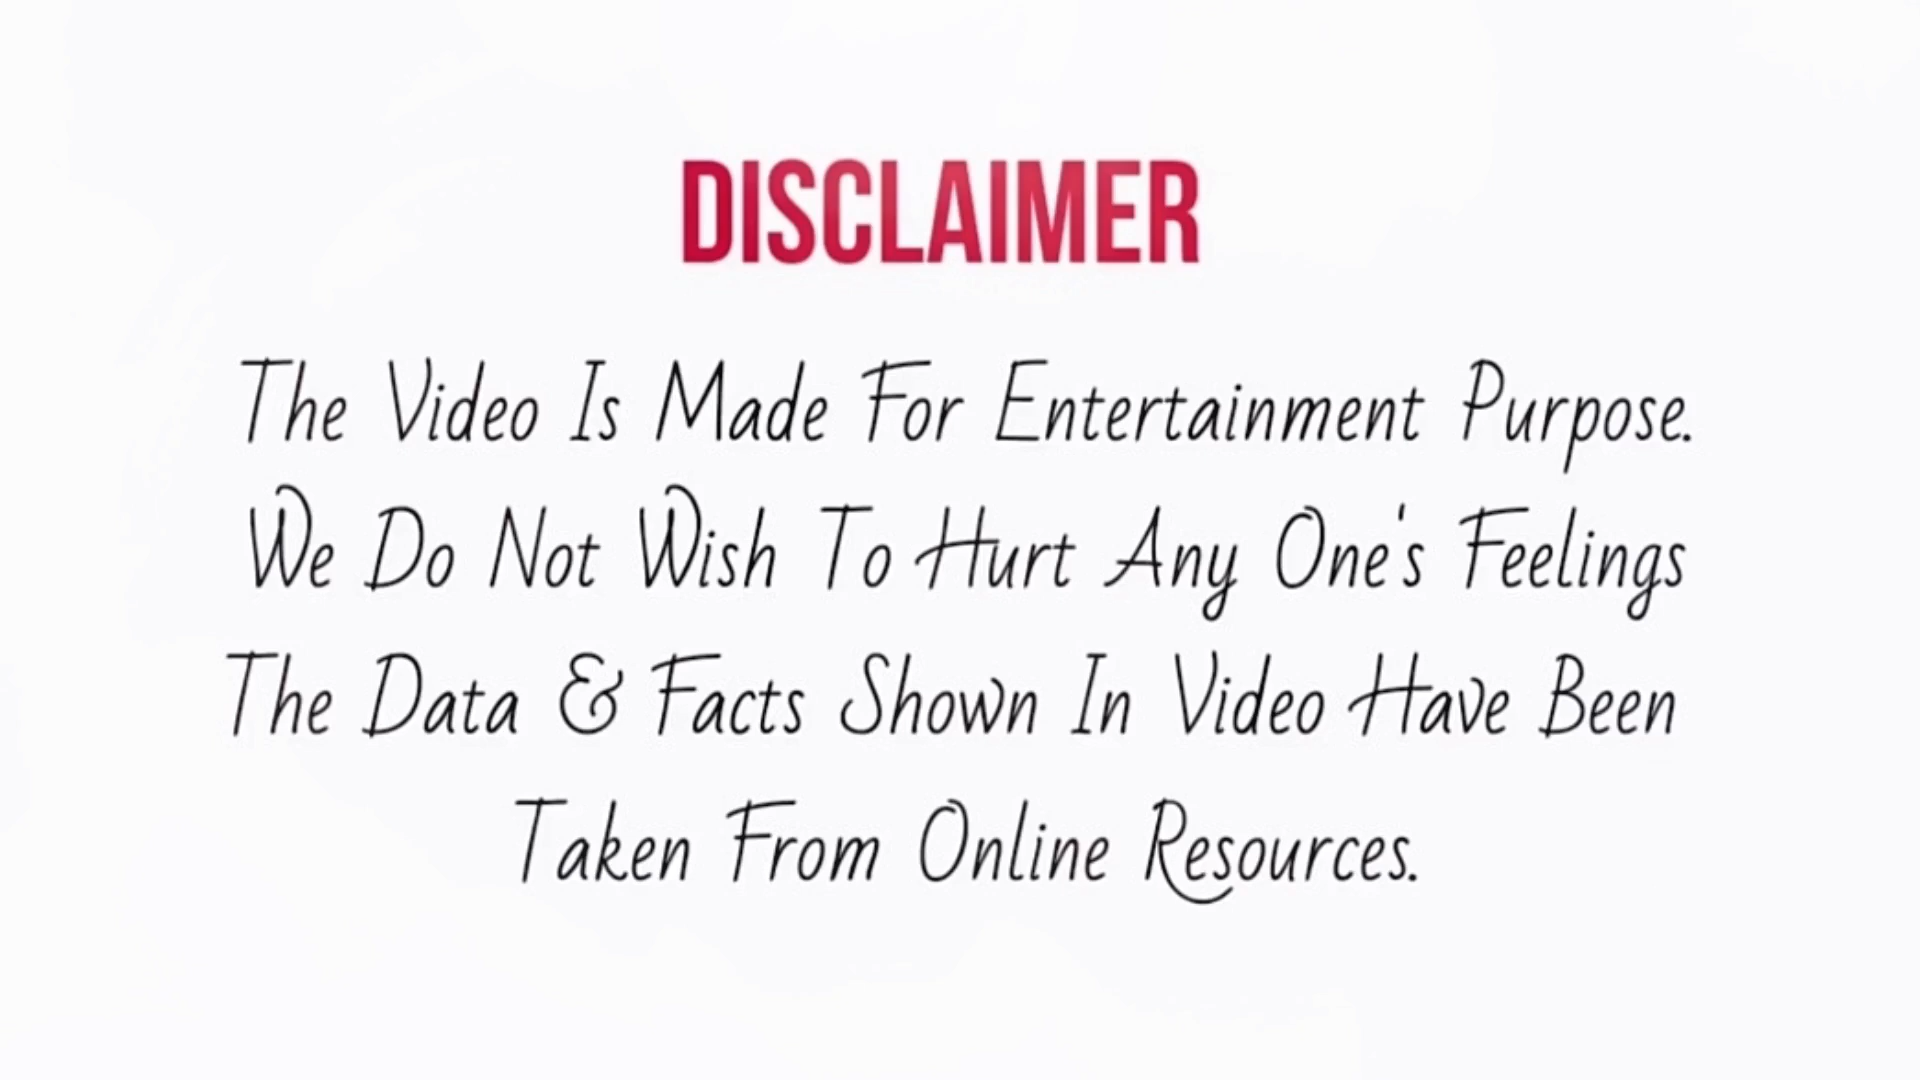 DISCLAIMER
The Video Is Made For Entertainment Purpose.
We Do Not Wish To Hurt Any One's Feelings
The Data & Facts Shown In Video Have Been
Taken From Online Resources.